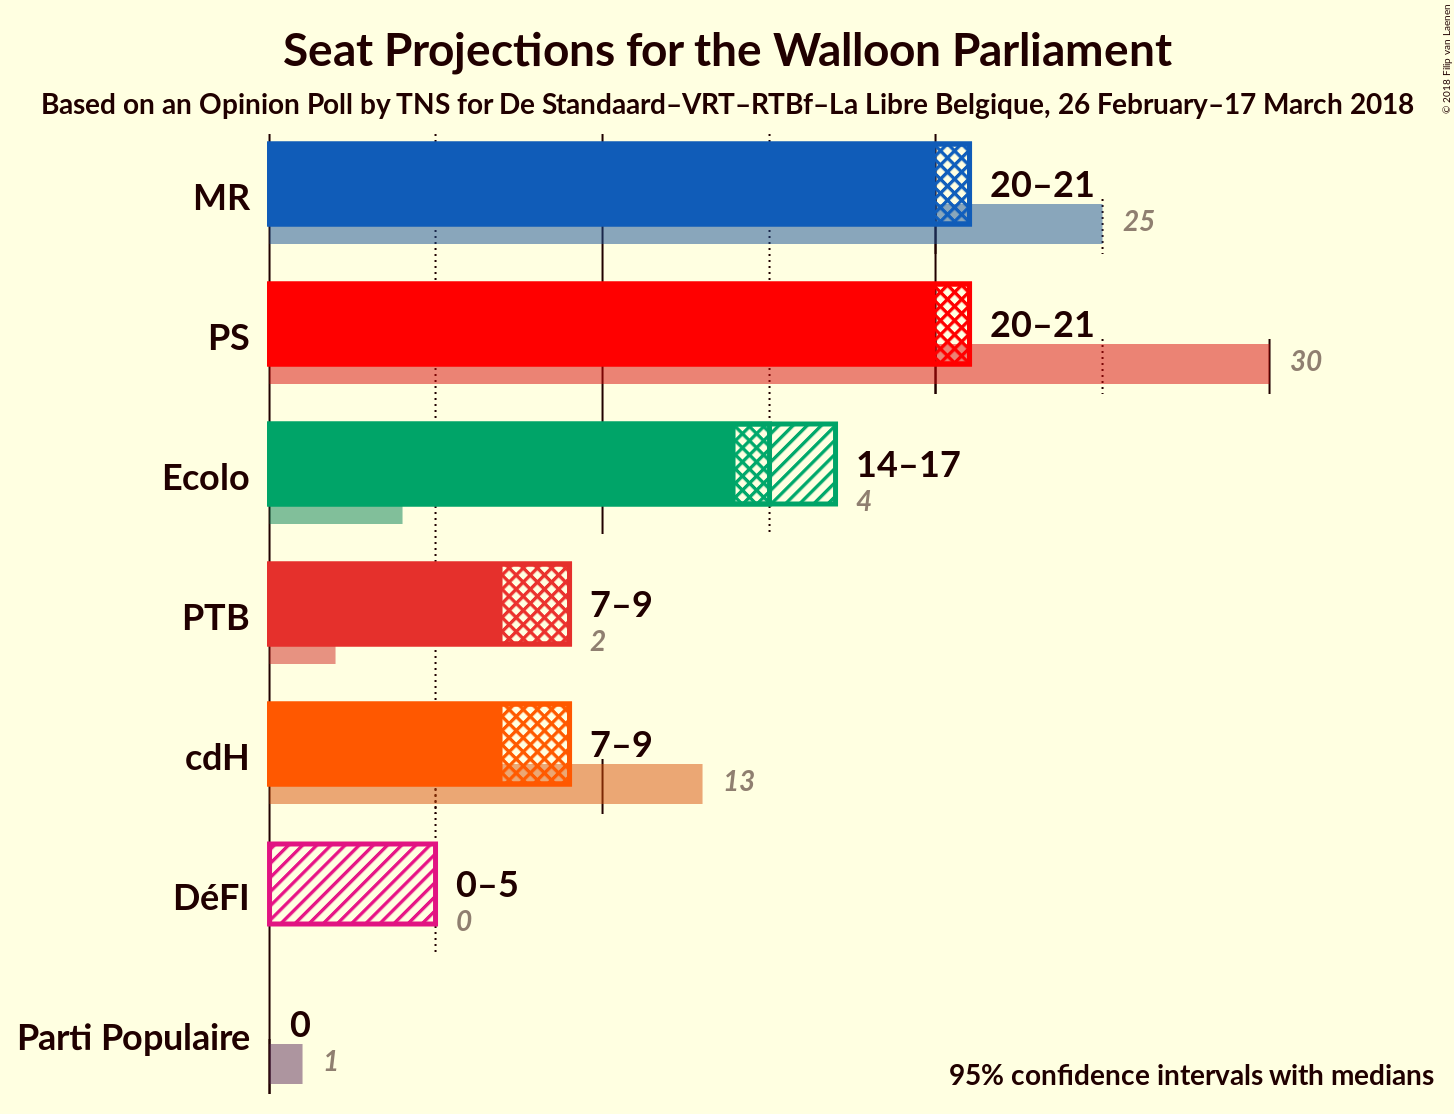 Seat Projections for the Walloon Parliament
Based on an Opinion Poll by TNS for De Standaard–VRT–RTBf–La Libre Belgique, 26 February–17 March 2018
© 2018 Filip van Laenen
MR
20–21
25
PS
20–21
30
Ecolo
14–17
4
PTB
7–9
2
cdH
7–9
13
DéFI
0–5
0
Parti Populaire
0
1
95% confidence intervals with medians